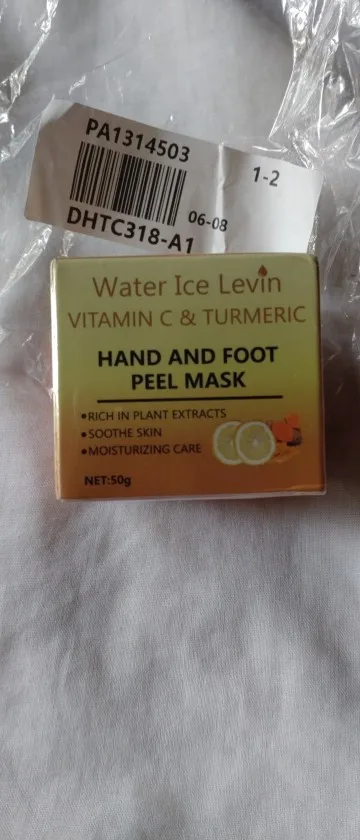 PA1314503
1-2
06-08
DHTC318-A1
Water Ice Levin
VITAMIN C & TURMERIC
HAND AND FOOT
PEEL MASK
•RICH IN PLANT EXTRACTS
•SOOTHE SKIN
•MOISTURIZING CARE
NET:50g